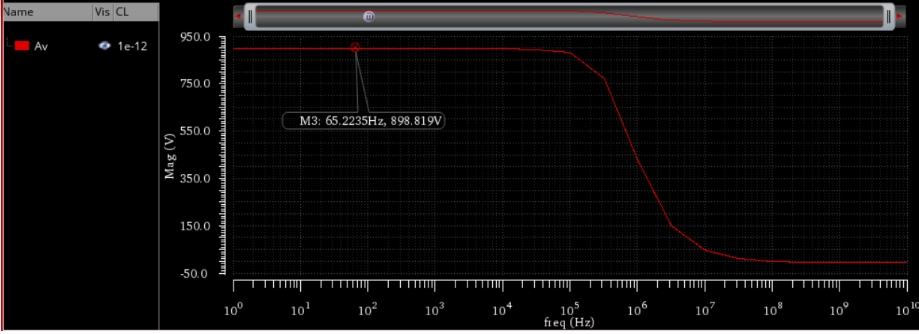 Name Vis CL
Av 1e-12
950.0
750.0
550.0
350.0
150.0
-50.0
Mag (V)
M3: 65.2235Hz, 898.819V
10⁰ 10¹ 10² 10³ 10⁴ 10⁵ 10⁶ 10⁷ 10⁸ 10⁹ 10¹⁰
freq (Hz)